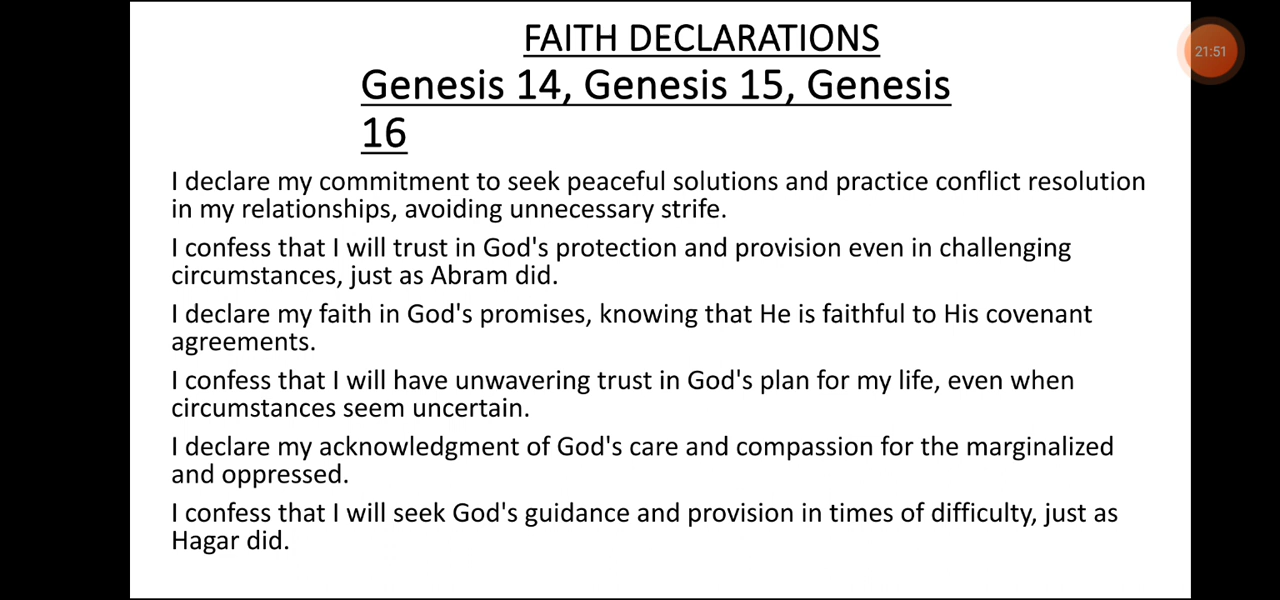 FAITH DECLARATIONS
21:51
Genesis 14, Genesis 15, Genesis
16
I declare my commitment to seek peaceful solutions and practice conflict resolution
in my relationships, avoiding unnecessary strife.
I confess that I will trust in God's protection and provision even in challenging
circumstances, just as Abram did.
I declare my faith in God's promises, knowing that He is faithful to His covenant
agreements.
I confess that I will have unwavering trust in God's plan for my life, even when
circumstances seem uncertain.
I declare my acknowledgment of God's care and compassion for the marginalized
and oppressed.
I confess that I will seek God's guidance and provision in times of difficulty, just as
Hagar did.